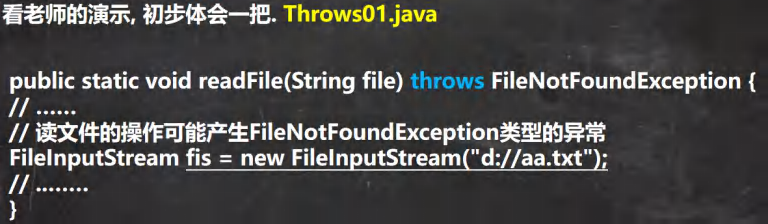 看老师的演示, 初步体会一把. Throws01.java
public static void readFile(String file) throws FileNotFoundException {
// ......
// 读文件的操作可能产生FileNotFoundException类型的异常
FileInputStream fis = new FileInputStream("d://aa.txt");
// ........
}